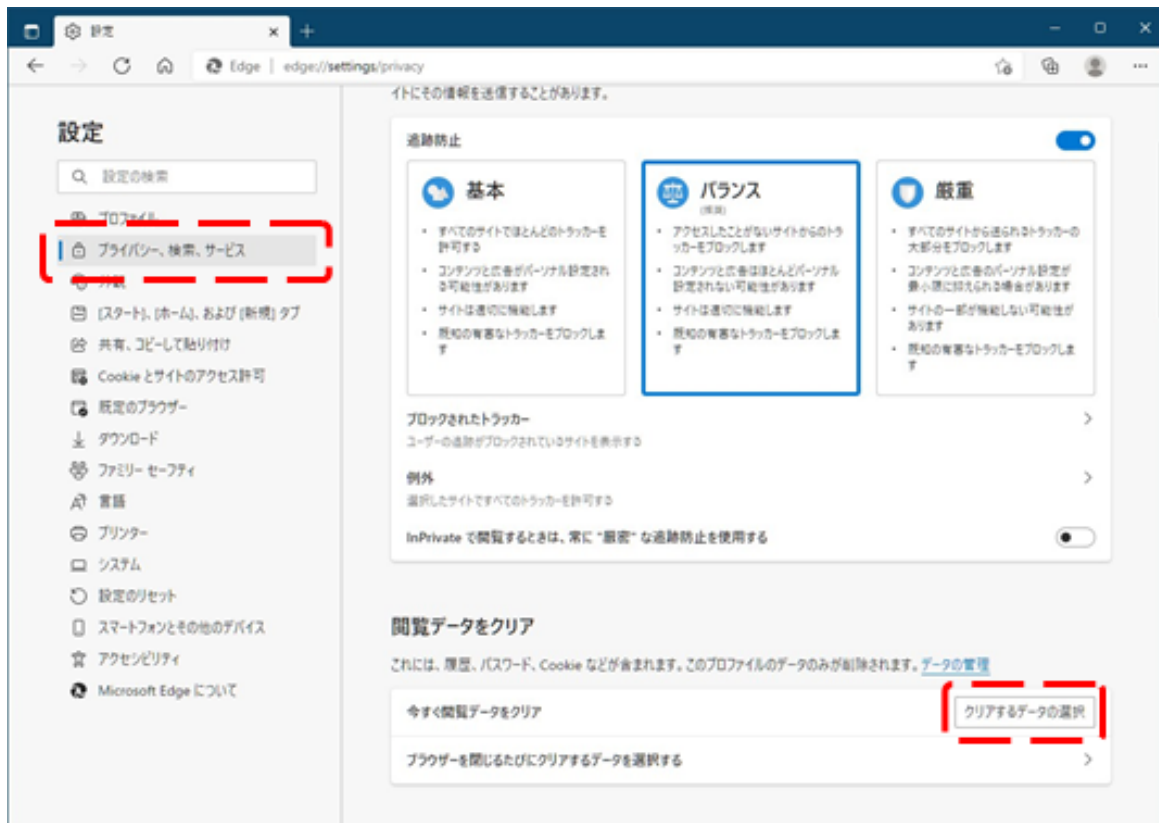 設定
Edge | edge://settings/privacy
イトにその情報を送信することがあります。
設定
設定の検索
プロファイル
プライバシー、検索、サービス
外観
[スタート]、[ホーム]、および [新規] タブ
共有、コピーして貼り付け
Cookie とサイトのアクセス許可
既定のブラウザー
ダウンロード
ファミリー セーフティ
言語
プリンター
システム
設定のリセット
スマートフォンとその他のデバイス
アクセシビリティ
Microsoft Edge について
追跡防止
基本
・ すべてのサイトでほとんどのトラッカーを
許可する
・ コンテンツと広告がパーソナル設定され
る可能性があります
・ サイトは適切に機能します
・ 既知の有害なトラッカーをブロックしま
す
バランス
(推奨)
・ アクセスしたことがないサイトからのトラ
ッカーをブロックします
・ コンテンツと広告はほとんどパーソナル
設定されない可能性があります
・ サイトは適切に機能します
・ 既知の有害なトラッカーをブロックしま
す
厳重
・ すべてのサイトから送られるトラッカーの
大部分をブロックします
・ コンテンツと広告のパーソナル設定が
最小限に抑えられる場合があります
・ サイトの一部が機能しない可能性が
あります
・ 既知の有害なトラッカーをブロックしま
す
ブロックされたトラッカー
ユーザーの追跡がブロックされているサイトを表示する
例外
選択したサイトですべてのトラッカーを許可する
InPrivate で閲覧するときは、常に "厳密" な追跡防止を使用する
閲覧データをクリア
これには、履歴、パスワード、Cookie などが含まれます。このプロファイルのデータのみが削除されます。データの管理
今すぐ閲覧データをクリア
クリアするデータの選択
ブラウザーを閉じるたびにクリアするデータを選択する